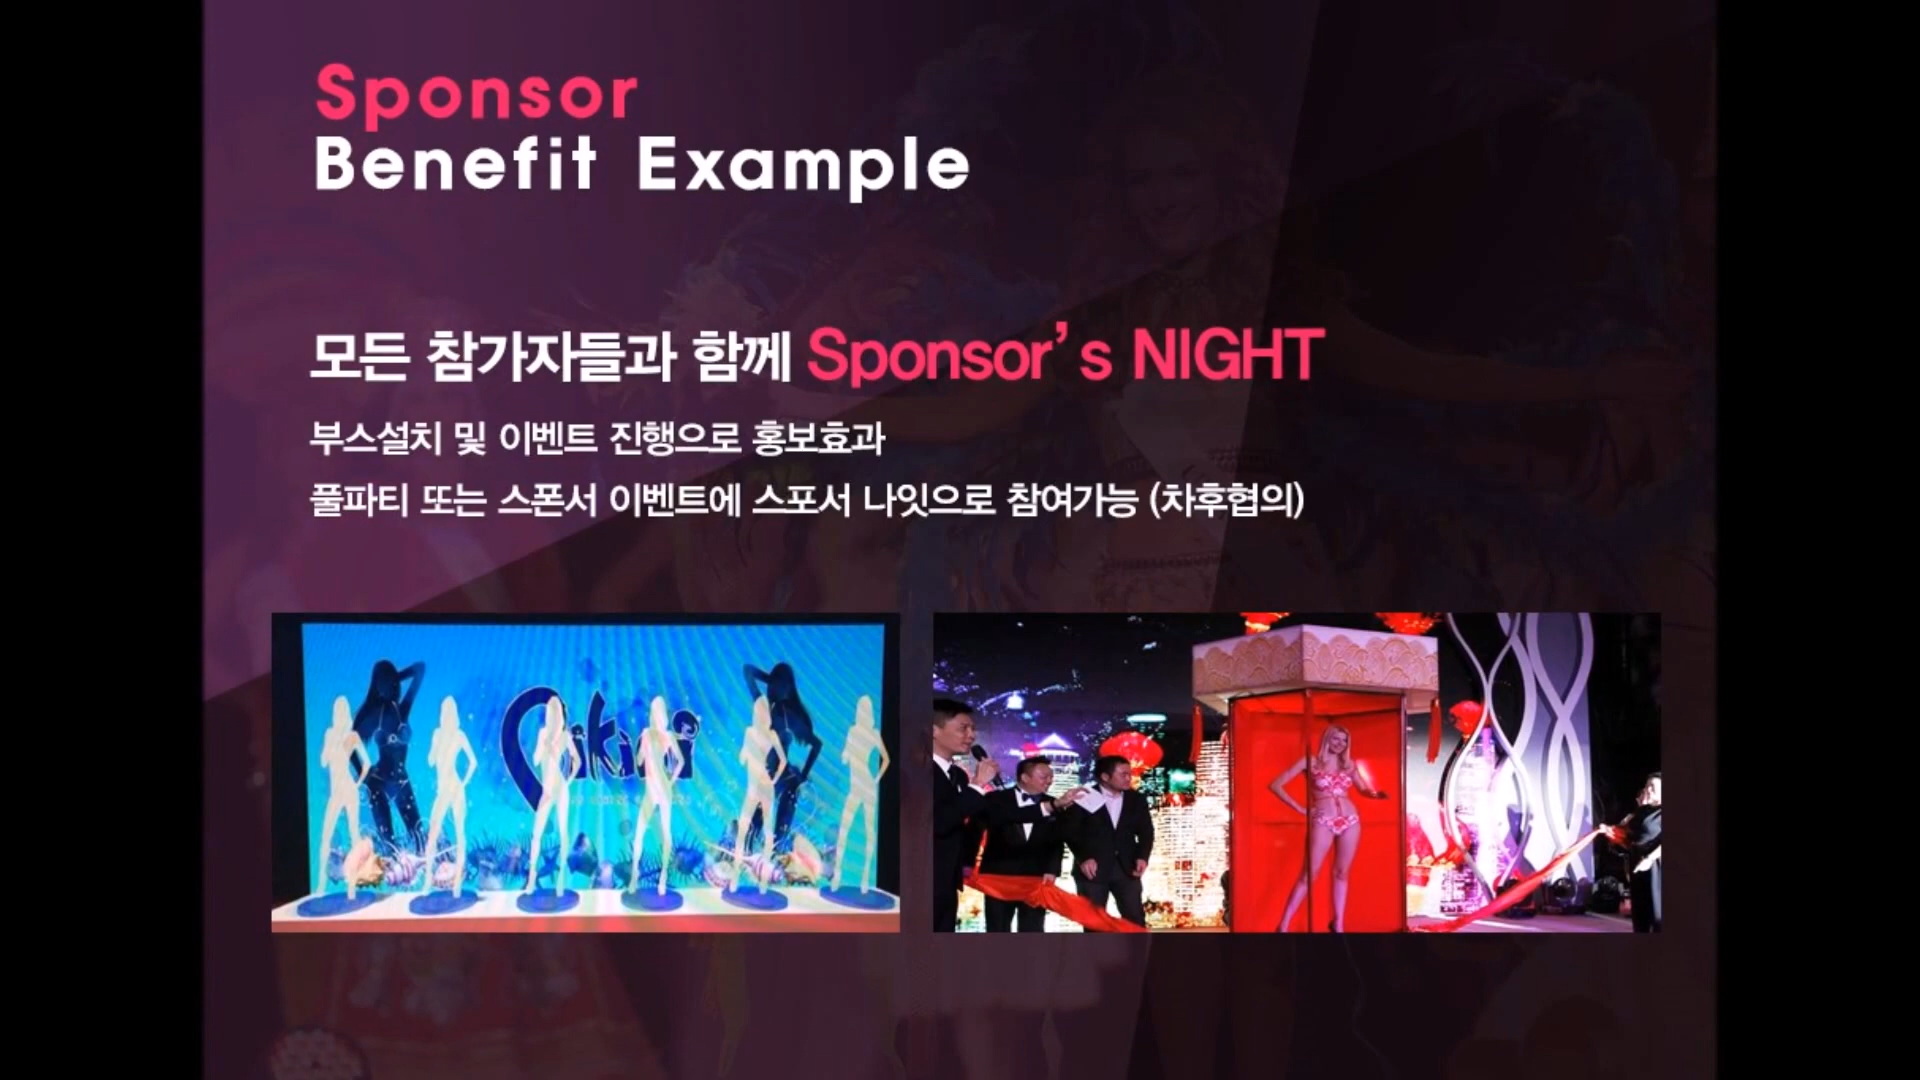 Sponsor
Benefit Example
모든 참가자들과 함께 Sponsor's NIGHT
부스설치 및 이벤트 진행으로 홍보효과
풀파티 또는 스폰서 이벤트에 스포서 나잇으로 참여가능 (차후협의)
Bikini